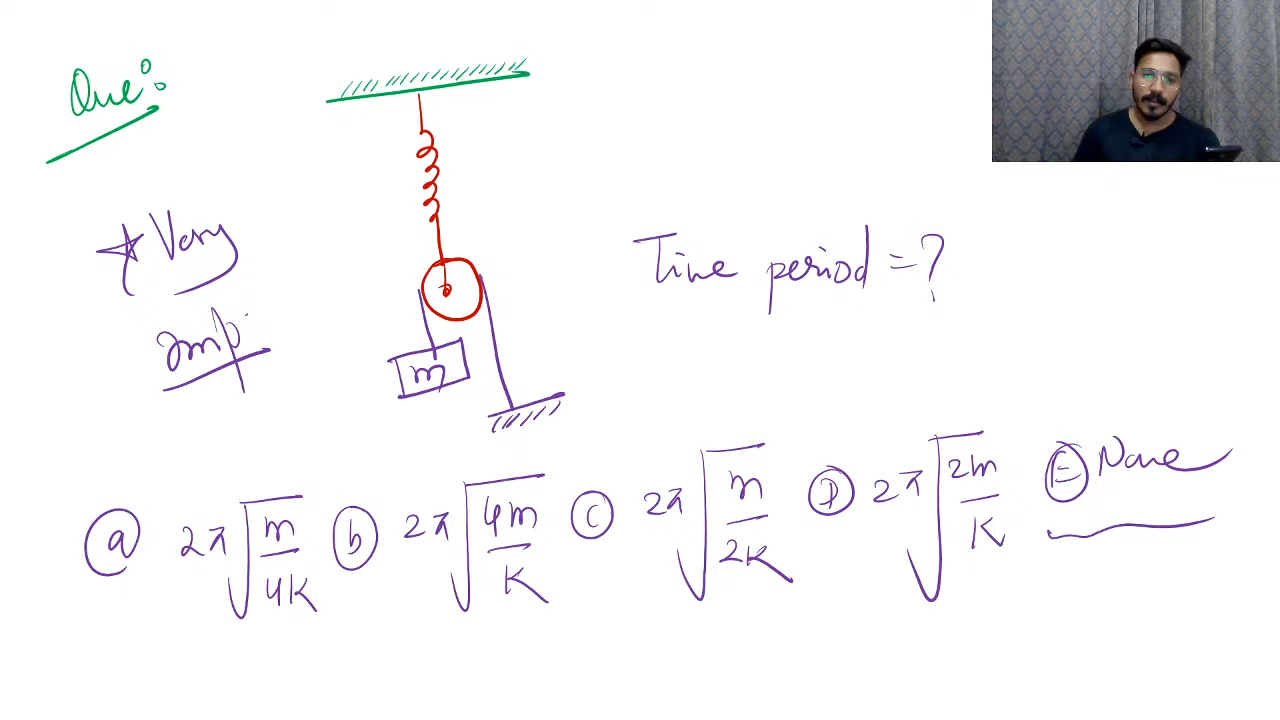 Que:
★ Very
Imp.
Time period = ?
m
(a) 2π√(m/4K) (b) 2π√(4m/K) (c) 2π√(m/2K) (D) 2π√(2m/K) (E) None